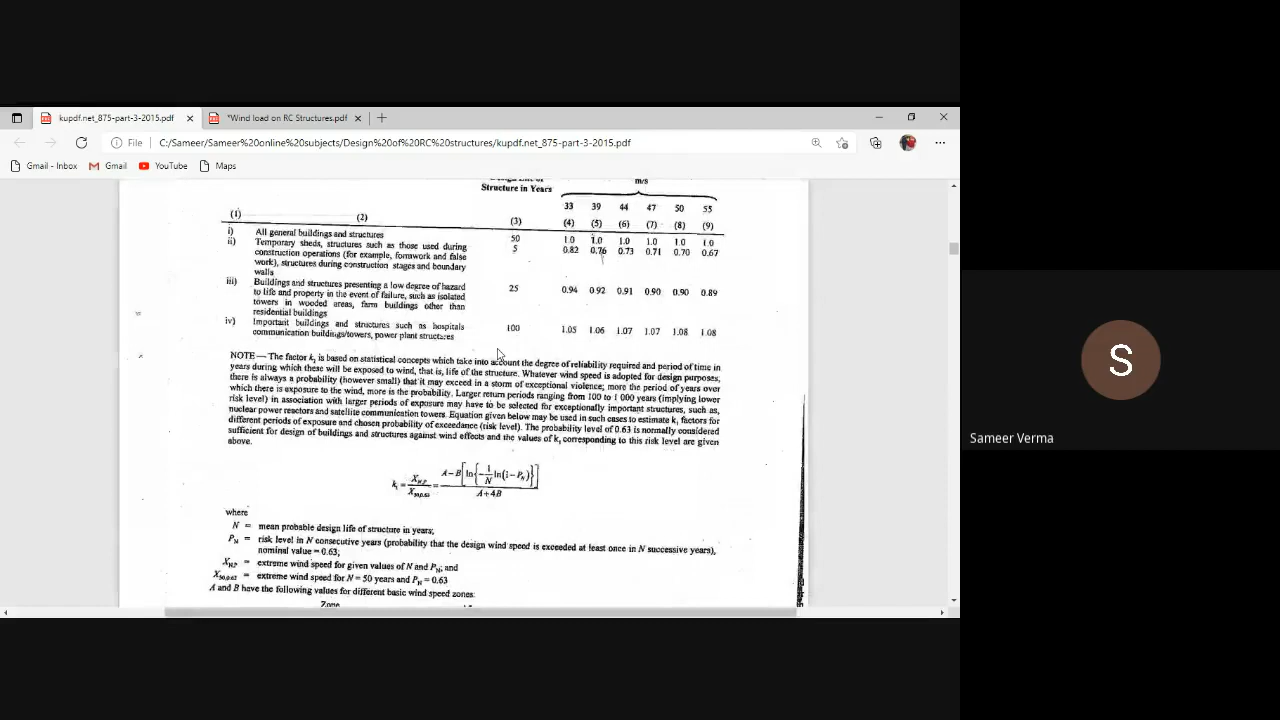 kupdf.net_875-part-3-2015.pdf
*Wind load on RC Structures.pdf
File
C:/Sameer/Sameer%20online%20subjects/Design%20of%20RC%20structures/kupdf.net_875-part-3-2015.pdf
Gmail - Inbox
Gmail
YouTube
Maps
m/s
Structure in Years
33 39 44 47 50 55
(1) (2) (3) (4) (5) (6) (7) (8) (9)
i) All general buildings and structures 50 1.0 1.0 1.0 1.0 1.0 1.0
ii) Temporary sheds, structures such as those used during 5 0.82 0.76 0.73 0.71 0.70 0.67
construction operations (for example, formwork and false
work), structures during construction stages and boundary
walls
iii) Buildings and structures presenting a low degree of hazard 25 0.94 0.92 0.91 0.90 0.90 0.89
to life and property in the event of failure, such as isolated
towers in wooded areas, farm buildings other than
residential buildings
iv) Important buildings and structures such as hospitals 100 1.05 1.06 1.07 1.07 1.08 1.08
communication buildings/towers, power plant structures
NOTE — The factor k₁ is based on statistical concepts which take into account the degree of reliability required and period of time in
years during which these will be exposed to wind, that is, life of the structure. Whatever wind speed is adopted for design purposes,
there is always a probability (however small) that it may exceed in a storm of exceptional violence; more the period of years over
which there is exposure to the wind, more is the probability. Larger return periods ranging from 100 to 1 000 years (implying lower
risk level) in association with larger periods of exposure may have to be selected for exceptionally important structures, such as,
nuclear power reactors and satellite communication towers. Equation given below may be used in such cases to estimate k₁ factors for
different periods of exposure and chosen probability of exceedance (risk level). The probability level of 0.63 is normally considered
sufficient for design of buildings and structures against wind effects and the values of k₁ corresponding to this risk level are given
above.
k₁ = X_N,P / X_50,0.63 = A − B[ln{−1/N ln(1 − P_N)}] / A + 4B
where
N = mean probable design life of structure in years;
P_N = risk level in N consecutive years (probability that the design wind speed is exceeded at least once in N successive years),
nominal value = 0.63;
X_N,P = extreme wind speed for given values of N and P_N; and
X_50,0.63 = extreme wind speed for N = 50 years and P_N = 0.63
A and B have the following values for different basic wind speed zones:
Zone
S
Sameer Verma